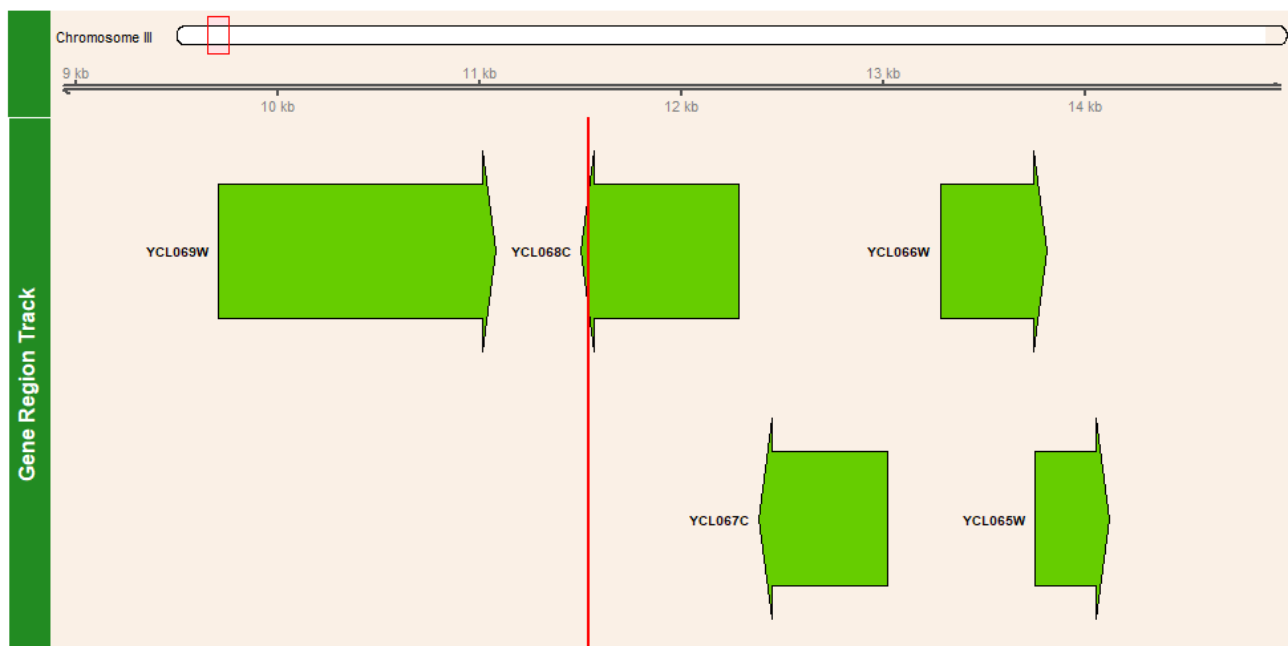 Chromosome III
9 kb
11 kb
13 kb
10 kb
12 kb
14 kb
Gene Region Track
YCL069W
YCL068C
YCL066W
YCL067C
YCL065W